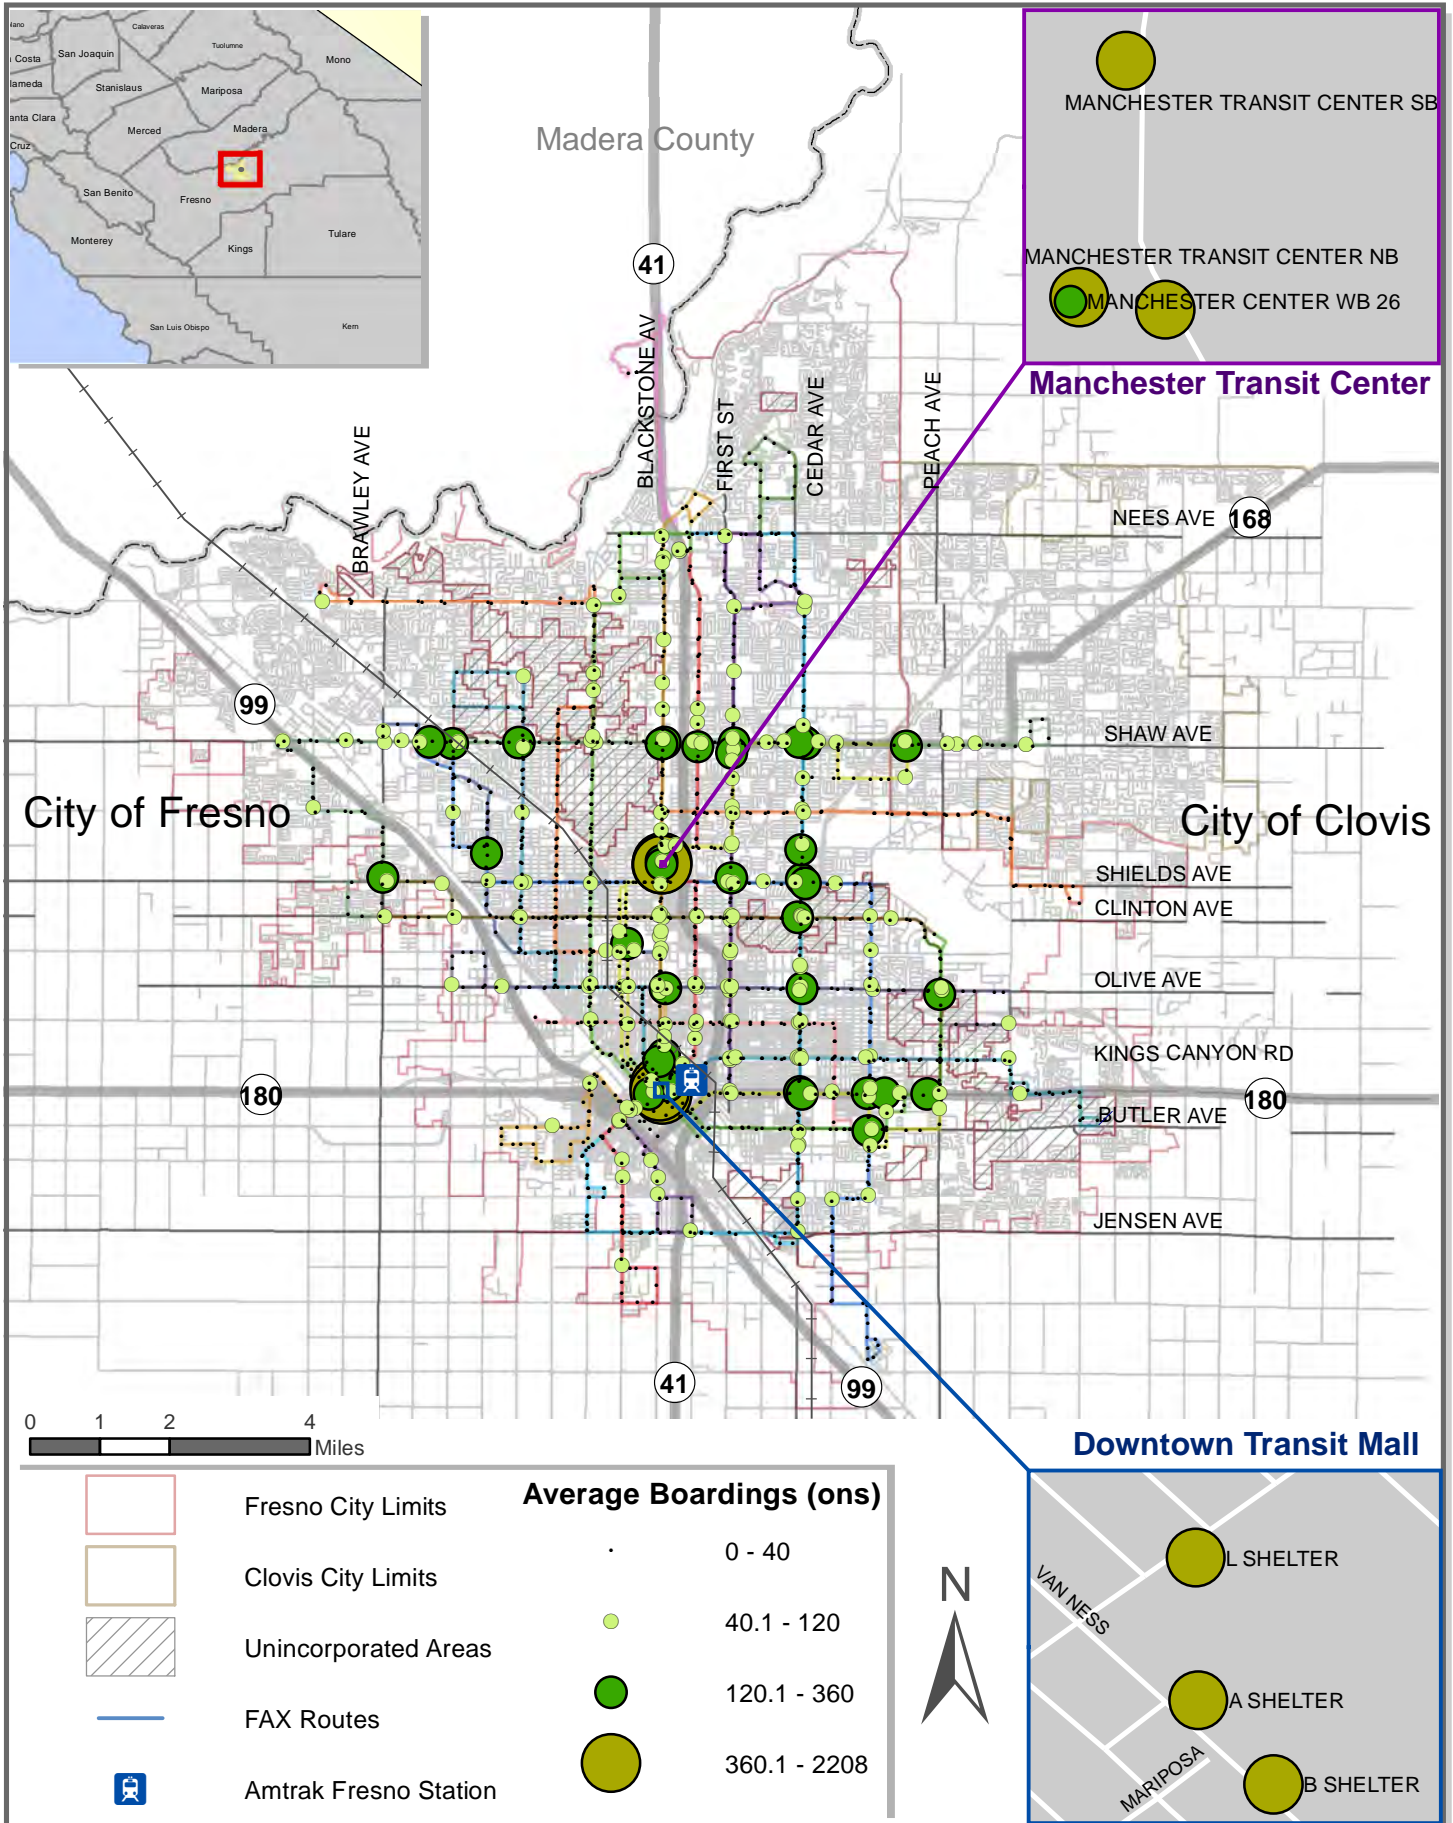 Calaveras
Tuolumne
Costa
San Joaquin
Mono
lameda
Stanislaus
Mariposa
anta Clara
Merced
Madera
Cruz
San Benito
Fresno
Tulare
Monterey
Kings
San Luis Obispo
Kern
Madera County
41
MANCHESTER TRANSIT CENTER SB
MANCHESTER TRANSIT CENTER NB
MANCHESTER CENTER WB 26
Manchester Transit Center
BRAWLEY AVE
BLACKSTONE AV
FIRST ST
CEDAR AVE
PEACH AVE
NEES AVE
168
99
SHAW AVE
City of Fresno
City of Clovis
SHIELDS AVE
CLINTON AVE
OLIVE AVE
KINGS CANYON RD
180
180
BUTLER AVE
JENSEN AVE
41
99
0 1 2 4
Miles
Downtown Transit Mall
Fresno City Limits
Clovis City Limits
Unincorporated Areas
FAX Routes
Amtrak Fresno Station
Average Boardings (ons)
0 - 40
40.1 - 120
120.1 - 360
360.1 - 2208
N
L SHELTER
VAN NESS
A SHELTER
MARIPOSA
B SHELTER